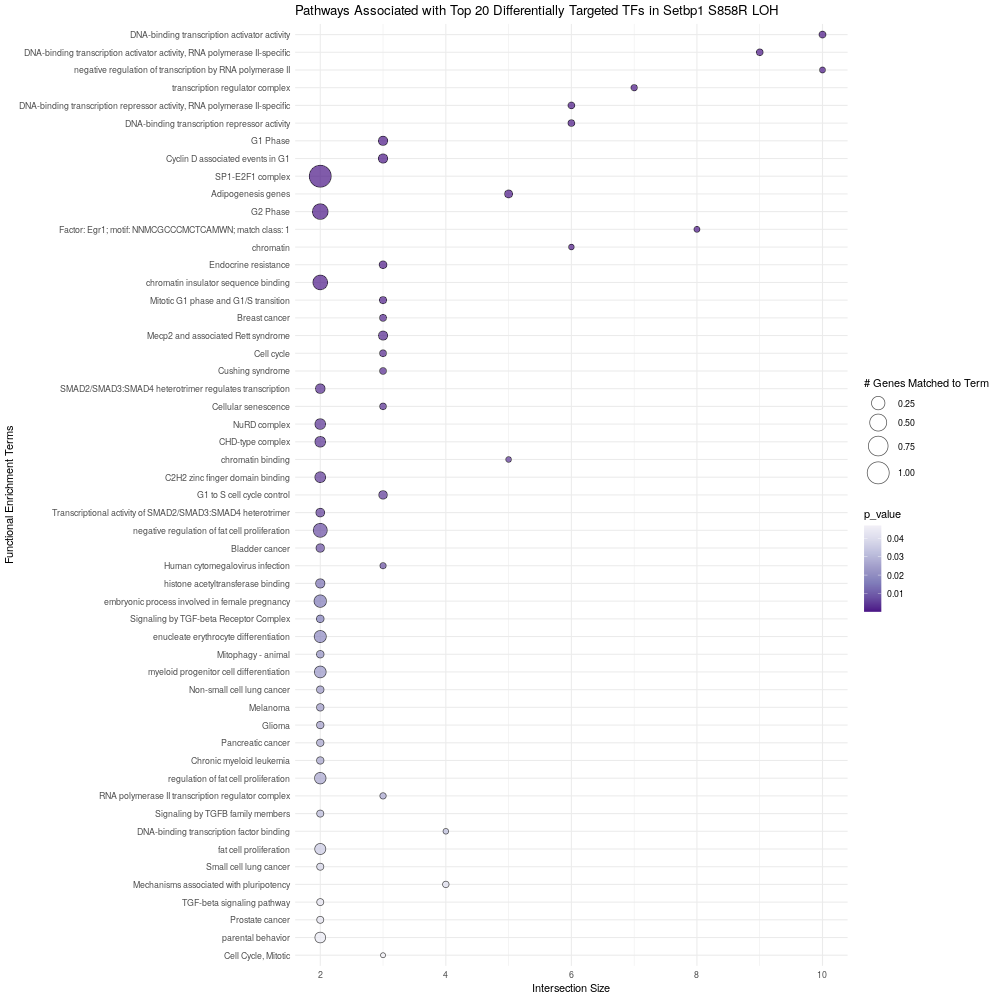 Pathways Associated with Top 20 Differentially Targeted TFs in Setbp1 S858R LOH
DNA-binding transcription activator activity
DNA-binding transcription activator activity, RNA polymerase II-specific
negative regulation of transcription by RNA polymerase II
transcription regulator complex
DNA-binding transcription repressor activity, RNA polymerase II-specific
DNA-binding transcription repressor activity
G1 Phase
Cyclin D associated events in G1
SP1-E2F1 complex
Adipogenesis genes
G2 Phase
Factor: Egr1; motif: NNMCGCCCMCTCAMWN; match class: 1
chromatin
Endocrine resistance
chromatin insulator sequence binding
Mitotic G1 phase and G1/S transition
Breast cancer
Mecp2 and associated Rett syndrome
Cell cycle
Cushing syndrome
SMAD2/SMAD3:SMAD4 heterotrimer regulates transcription
Cellular senescence
NuRD complex
CHD-type complex
chromatin binding
C2H2 zinc finger domain binding
G1 to S cell cycle control
Transcriptional activity of SMAD2/SMAD3:SMAD4 heterotrimer
negative regulation of fat cell proliferation
Bladder cancer
Human cytomegalovirus infection
histone acetyltransferase binding
embryonic process involved in female pregnancy
Signaling by TGF-beta Receptor Complex
enucleate erythrocyte differentiation
Mitophagy - animal
myeloid progenitor cell differentiation
Non-small cell lung cancer
Melanoma
Glioma
Pancreatic cancer
Chronic myeloid leukemia
regulation of fat cell proliferation
RNA polymerase II transcription regulator complex
Signaling by TGFB family members
DNA-binding transcription factor binding
fat cell proliferation
Small cell lung cancer
Mechanisms associated with pluripotency
TGF-beta signaling pathway
Prostate cancer
parental behavior
Cell Cycle, Mitotic
Functional Enrichment Terms
2 4 6 8 10
Intersection Size
# Genes Matched to Term
0.25
0.50
0.75
1.00
p_value
0.04
0.03
0.02
0.01